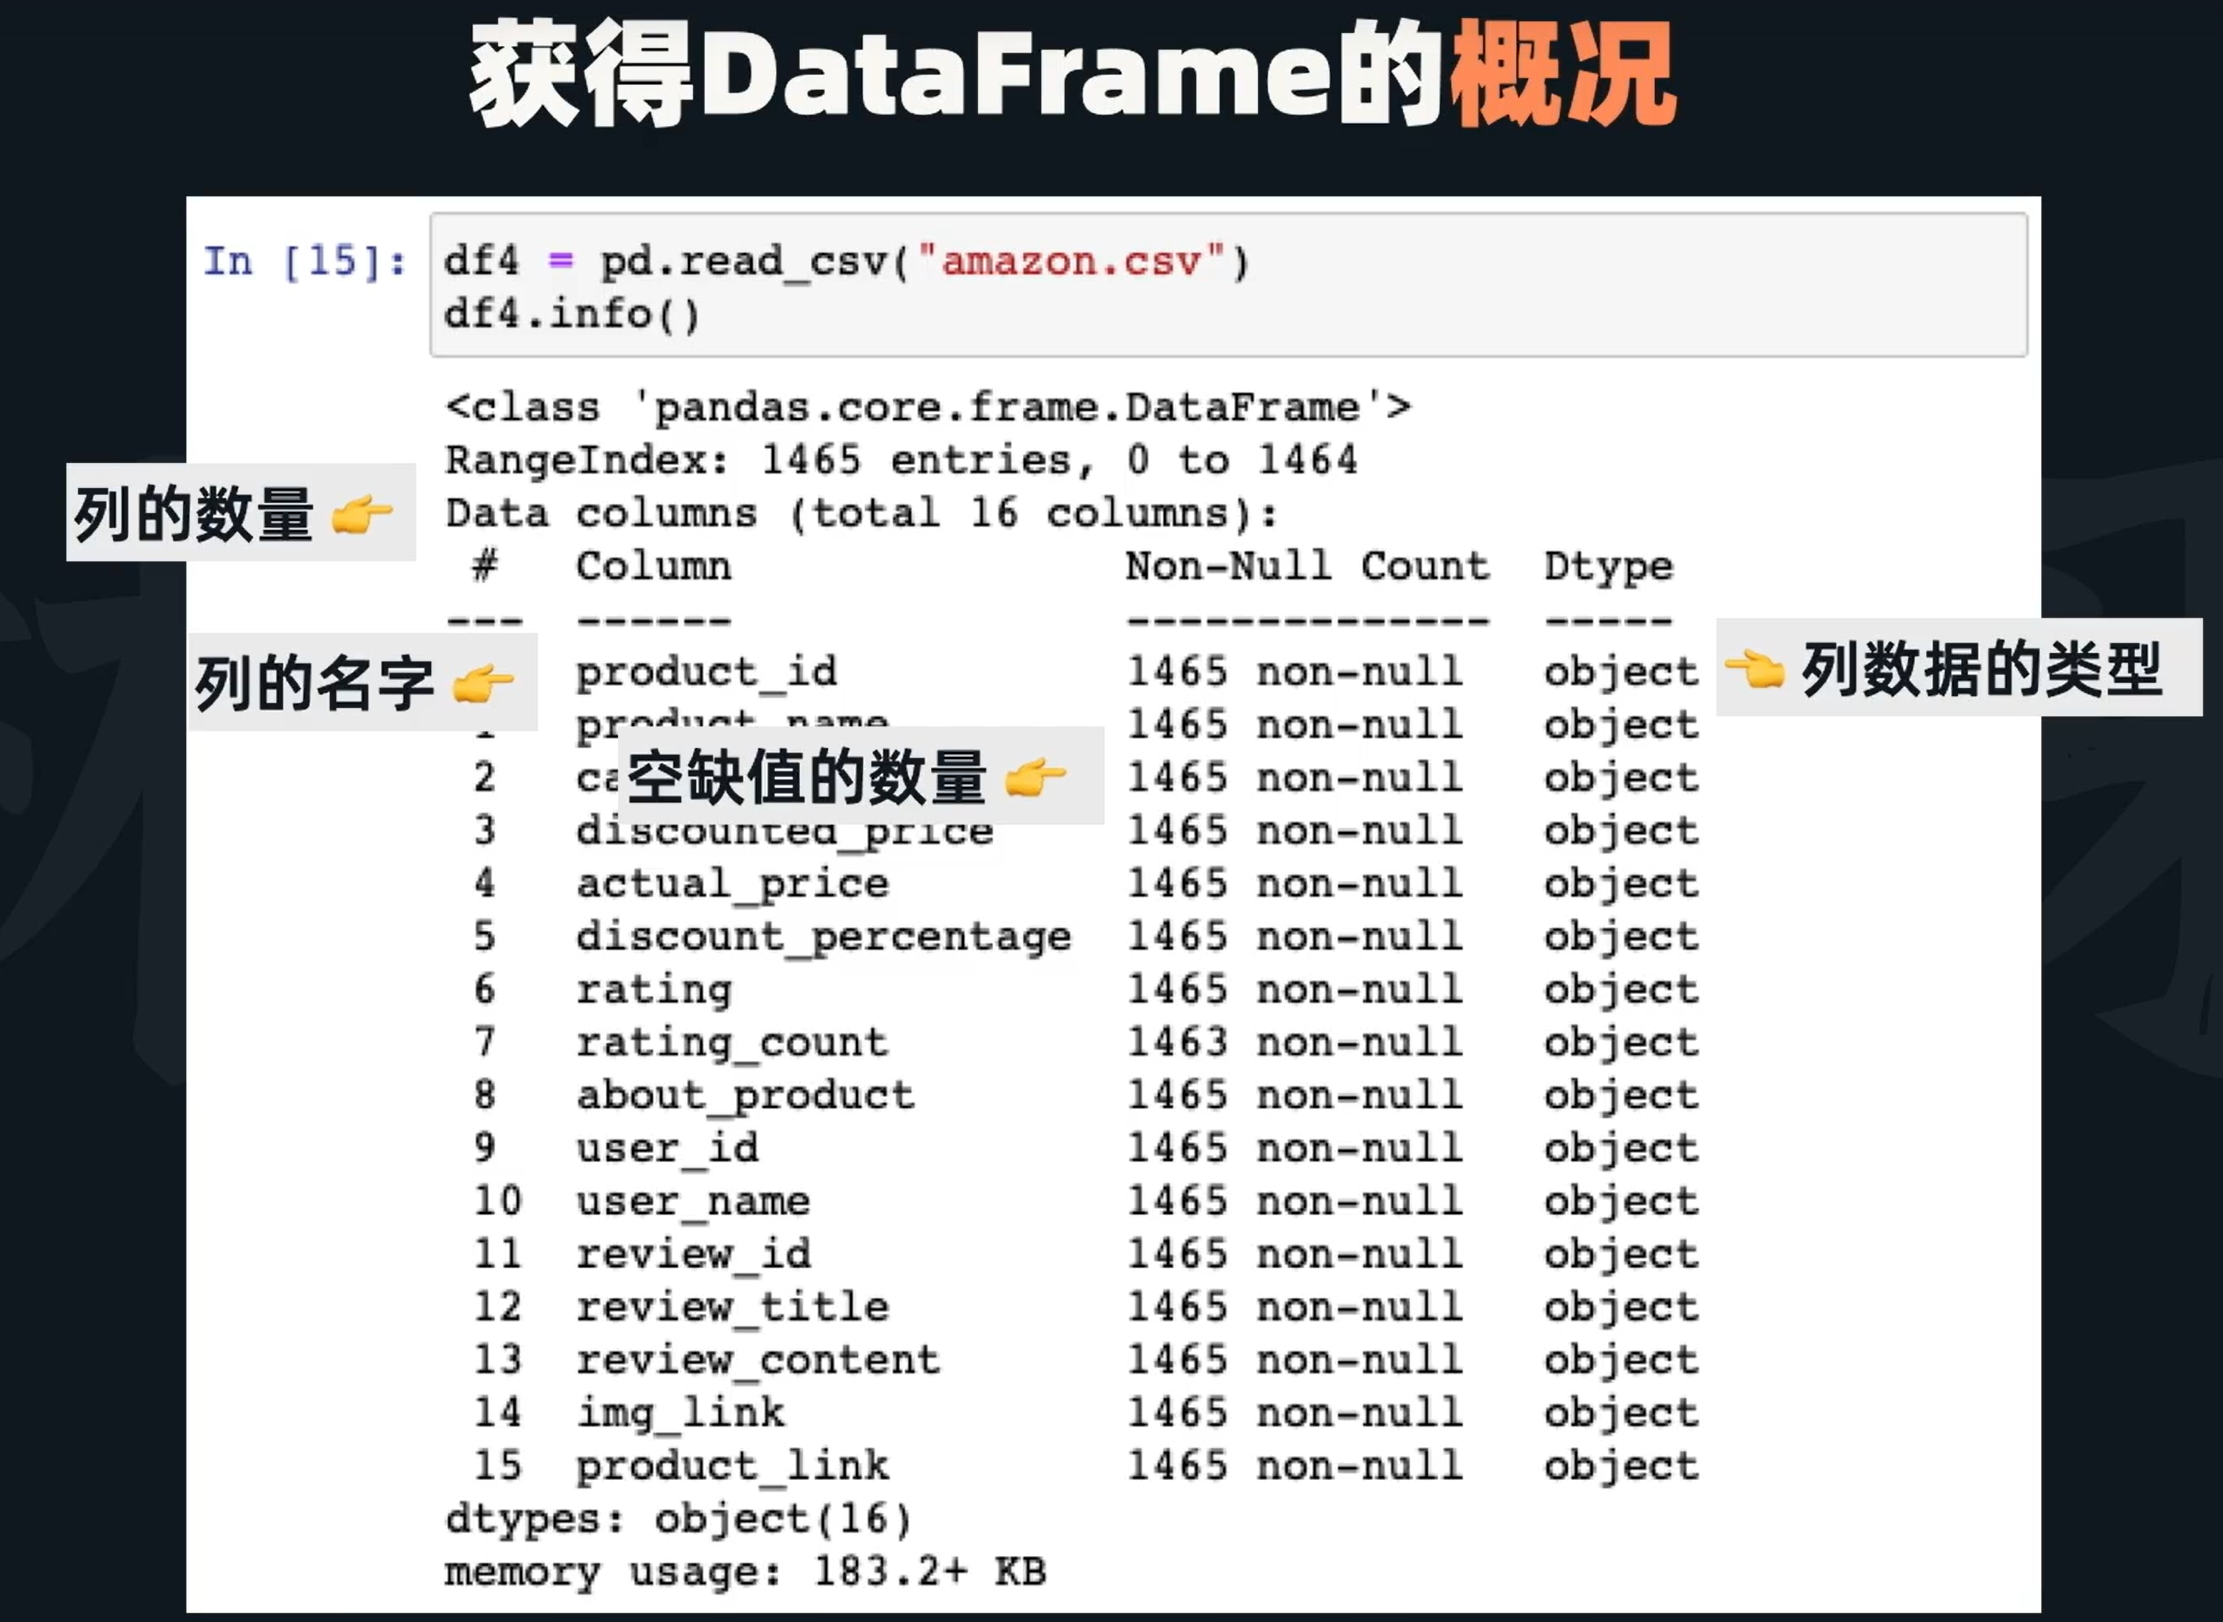 获得DataFrame的概况
In [15]: df4 = pd.read_csv("amazon.csv")
df4.info()
<class 'pandas.core.frame.DataFrame'>
RangeIndex: 1465 entries, 0 to 1464
列的数量 👉 Data columns (total 16 columns):
# Column Non-Null Count Dtype
--- ------ -------------- -----
列的名字 👉 product_id 1465 non-null object 👈 列数据的类型
1 product_name 1465 non-null object
空缺值的数量 👉
2 ca 1465 non-null object
3 discounted_price 1465 non-null object
4 actual_price 1465 non-null object
5 discount_percentage 1465 non-null object
6 rating 1465 non-null object
7 rating_count 1463 non-null object
8 about_product 1465 non-null object
9 user_id 1465 non-null object
10 user_name 1465 non-null object
11 review_id 1465 non-null object
12 review_title 1465 non-null object
13 review_content 1465 non-null object
14 img_link 1465 non-null object
15 product_link 1465 non-null object
dtypes: object(16)
memory usage: 183.2+ KB